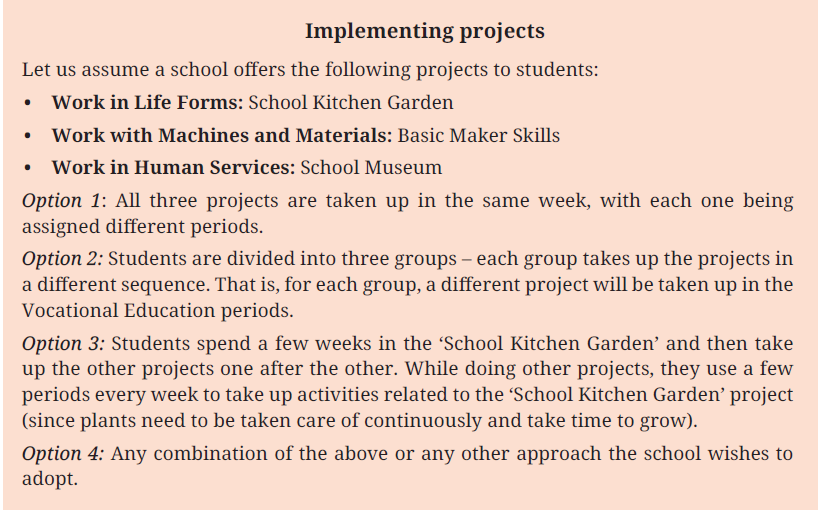 Implementing projects
Let us assume a school offers the following projects to students:
• Work in Life Forms: School Kitchen Garden
• Work with Machines and Materials: Basic Maker Skills
• Work in Human Services: School Museum
Option 1: All three projects are taken up in the same week, with each one being
assigned different periods.
Option 2: Students are divided into three groups – each group takes up the projects in
a different sequence. That is, for each group, a different project will be taken up in the
Vocational Education periods.
Option 3: Students spend a few weeks in the ‘School Kitchen Garden’ and then take
up the other projects one after the other. While doing other projects, they use a few
periods every week to take up activities related to the ‘School Kitchen Garden’ project
(since plants need to be taken care of continuously and take time to grow).
Option 4: Any combination of the above or any other approach the school wishes to
adopt.